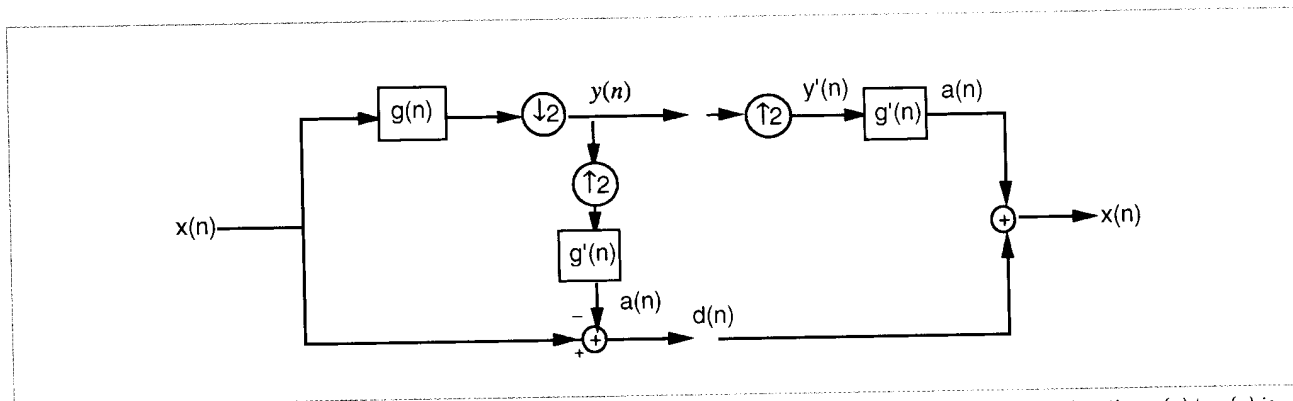 g(n)
↓2
y(n)
↑2
y'(n)
g'(n)
a(n)
↑2
x(n)
+
x(n)
g'(n)
a(n)
−
+
+
d(n)